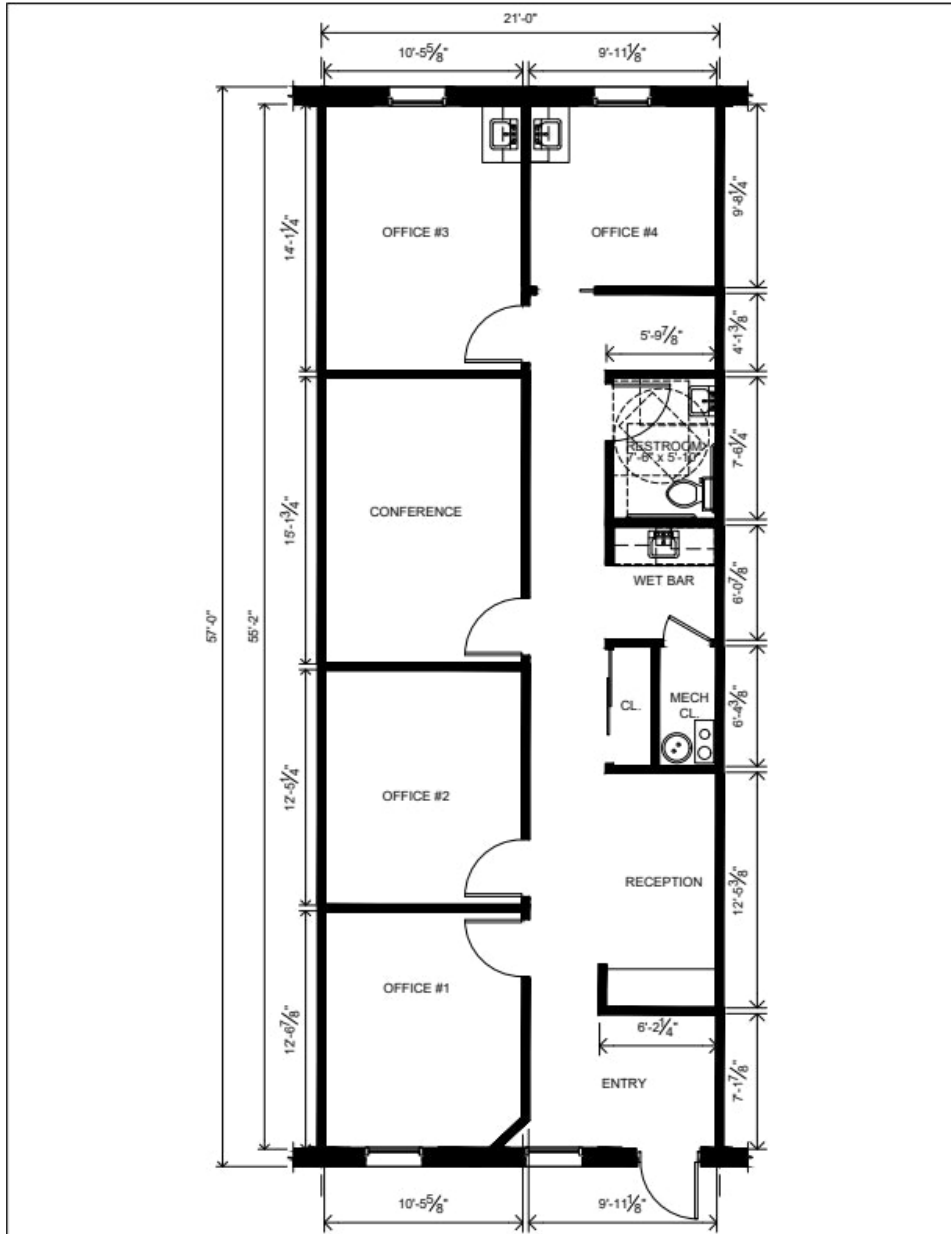 21'-0"
10'-5⅝"
9'-11⅛"
9'-8¼"
14'-1¼"
OFFICE #3
OFFICE #4
4'-1⅜"
5'-9⅞"
7'-6¼"
RESTROOM
7'-6" x 5'-10"
15'-1¾"
CONFERENCE
WET BAR
6'-0⅞"
57'-0"
55'-2"
CL.
MECH
CL.
6'-4⅜"
12'-5¼"
OFFICE #2
RECEPTION
12'-5⅜"
OFFICE #1
12'-6⅞"
6'-2¼"
ENTRY
7'-1⅞"
10'-5⅝"
9'-11⅛"